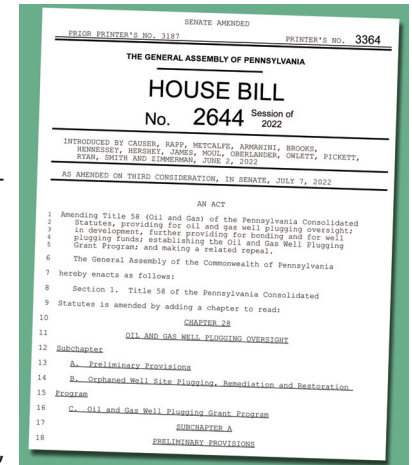 SENATE AMENDED
PRIOR PRINTER'S NO. 3187 PRINTER'S NO. 3364
THE GENERAL ASSEMBLY OF PENNSYLVANIA
HOUSE BILL
No. 2644 Session of 2022
INTRODUCED BY CAUSER, RAPP, METCALFE, ARMANINI, BROOKS,
HENNESSEY, HERSHEY, JAMES, MOUL, OBERLANDER, OWLETT, PICKETT,
RYAN, SMITH AND ZIMMERMAN, JUNE 2, 2022
AS AMENDED ON THIRD CONSIDERATION, IN SENATE, JULY 7, 2022
AN ACT
1 Amending Title 58 (Oil and Gas) of the Pennsylvania Consolidated
2 Statutes, providing for oil and gas well plugging oversight;
3 in development, further providing for bonding and for well
4 plugging funds; establishing the Oil and Gas Well Plugging
5 Grant Program; and making a related repeal.
6 The General Assembly of the Commonwealth of Pennsylvania
7 hereby enacts as follows:
8 Section 1. Title 58 of the Pennsylvania Consolidated
9 Statutes is amended by adding a chapter to read:
10 CHAPTER 28
11 OIL AND GAS WELL PLUGGING OVERSIGHT
12 Subchapter
13 A. Preliminary Provisions
14 B. Orphaned Well Site Plugging, Remediation and Restoration
15 Program
16 C. Oil and Gas Well Plugging Grant Program
17 SUBCHAPTER A
18 PRELIMINARY PROVISIONS